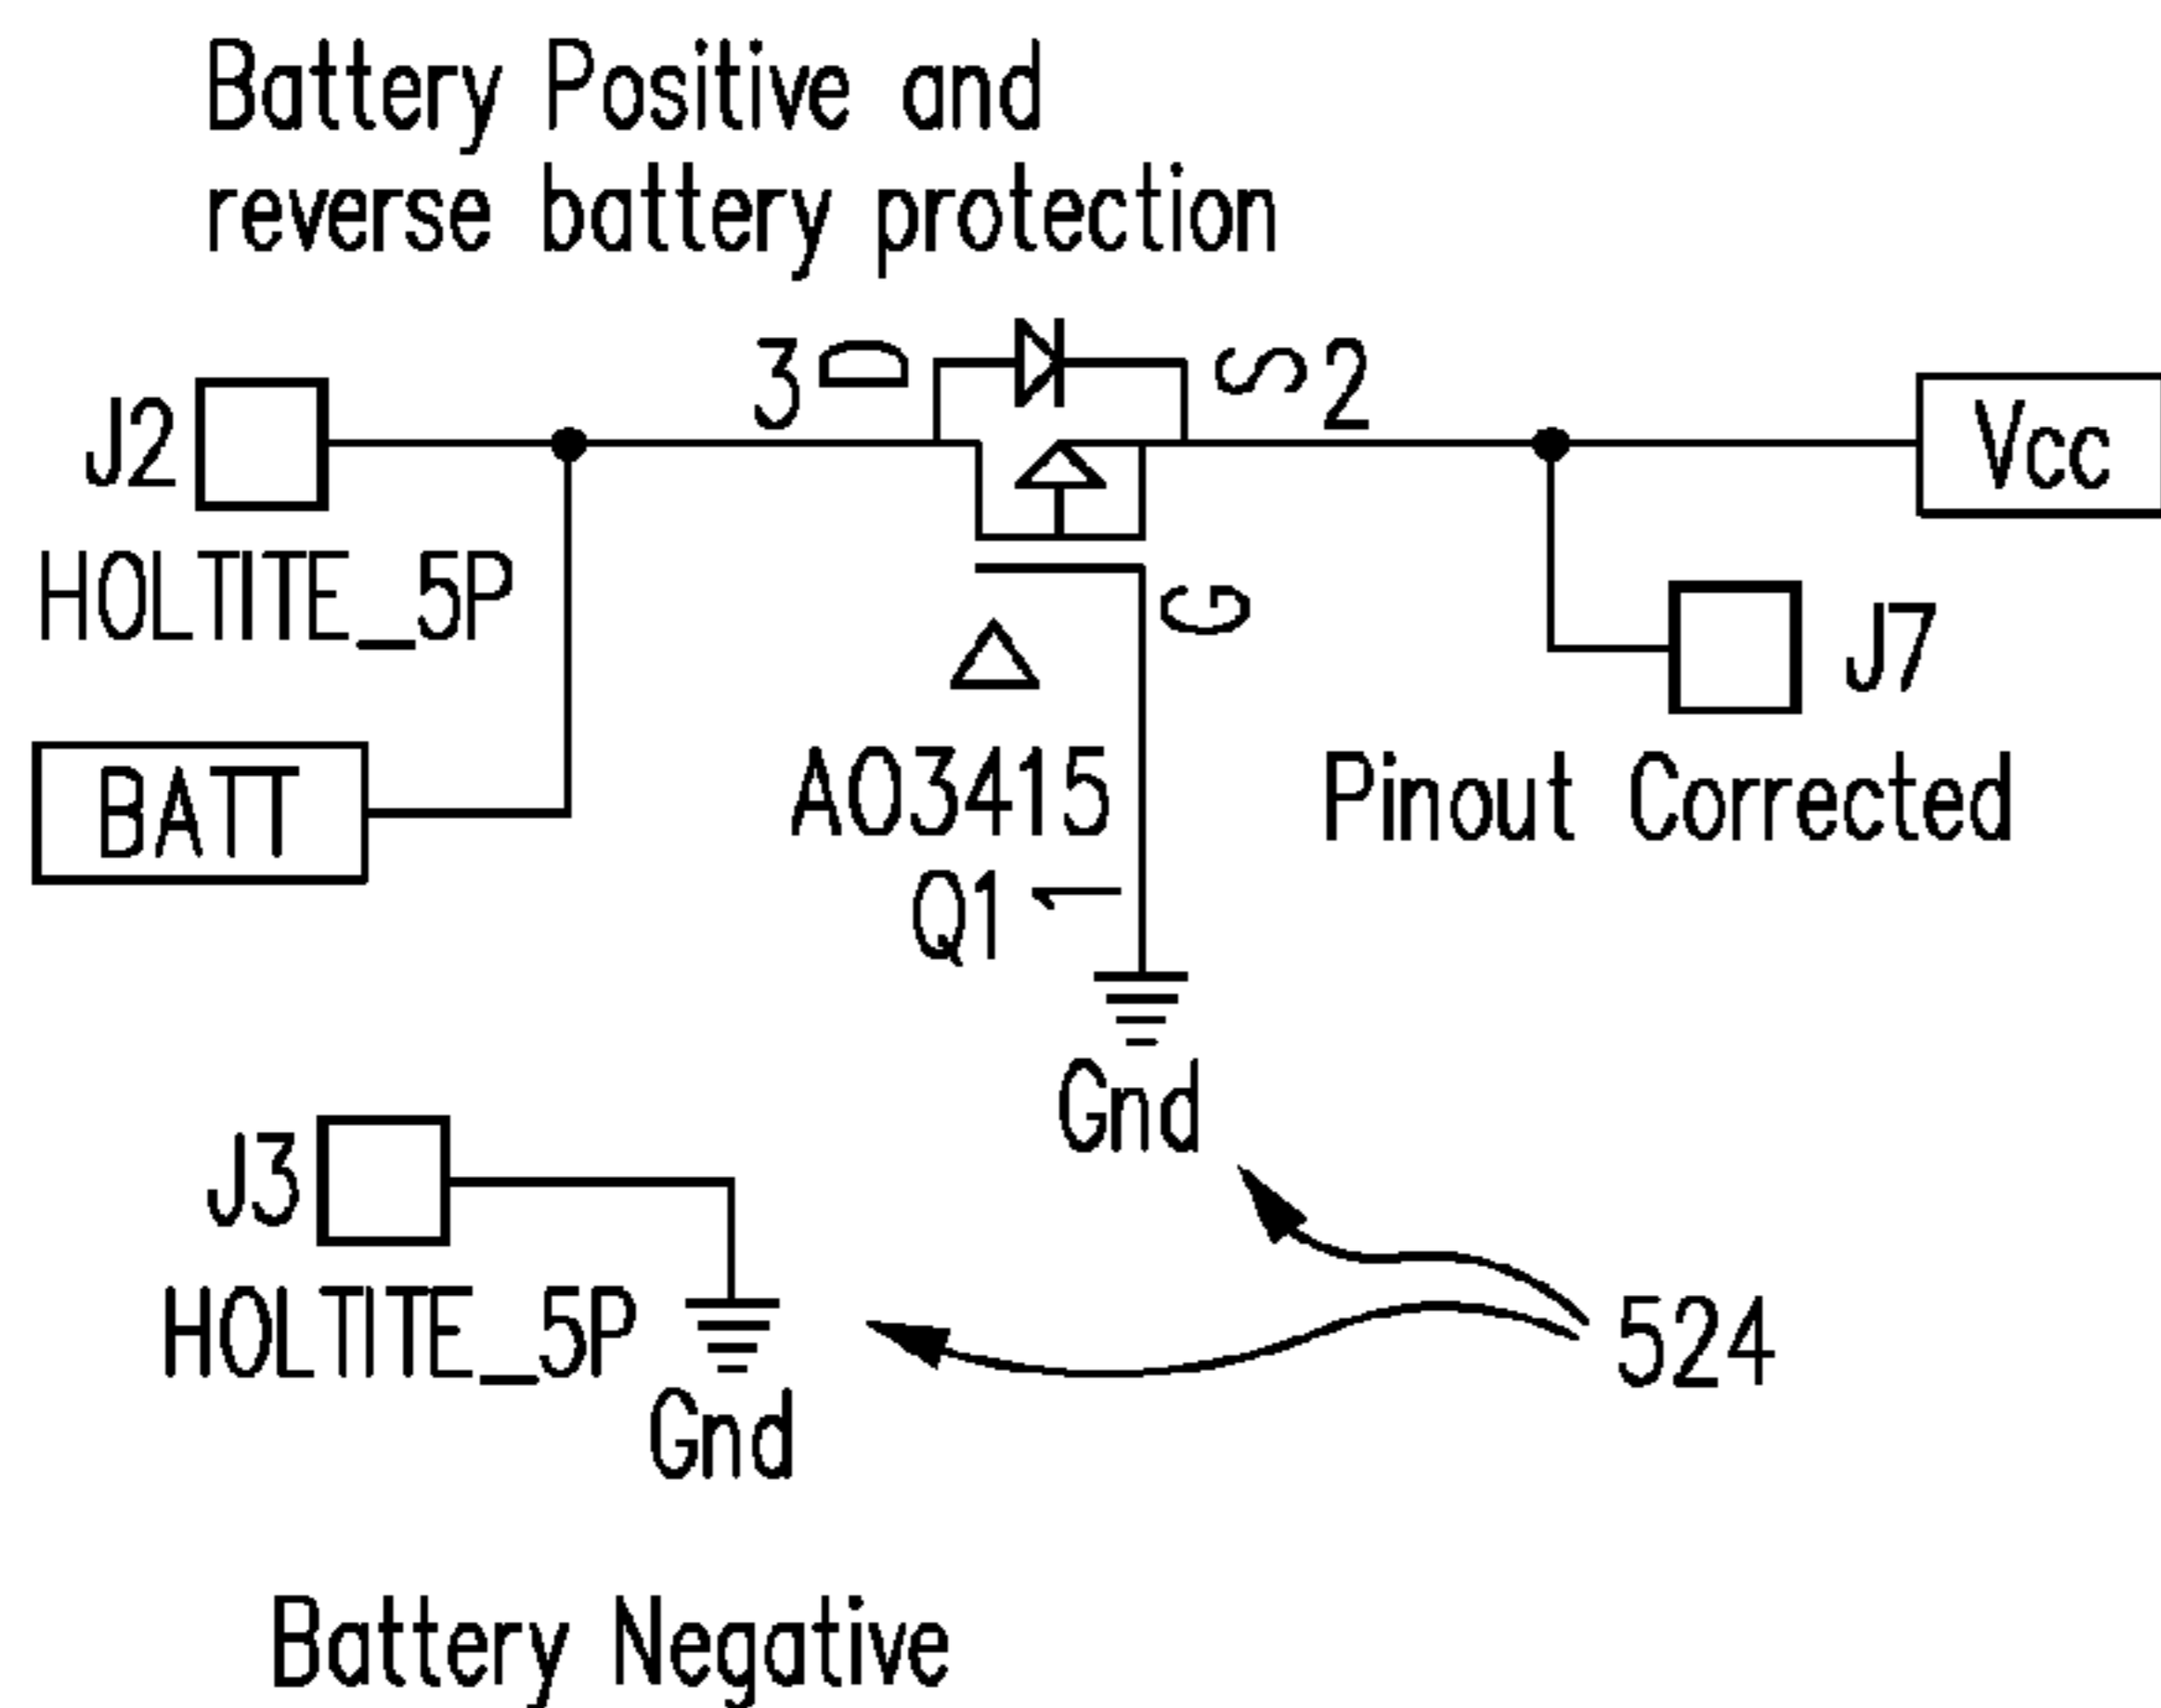 Battery Positive and
reverse battery protection
3 D S 2
J2
HOLTITE_5P
Vcc
G
J7
BATT
AO3415
Pinout Corrected
Q1 1
Gnd
J3
HOLTITE_5P
524
Gnd
Battery Negative